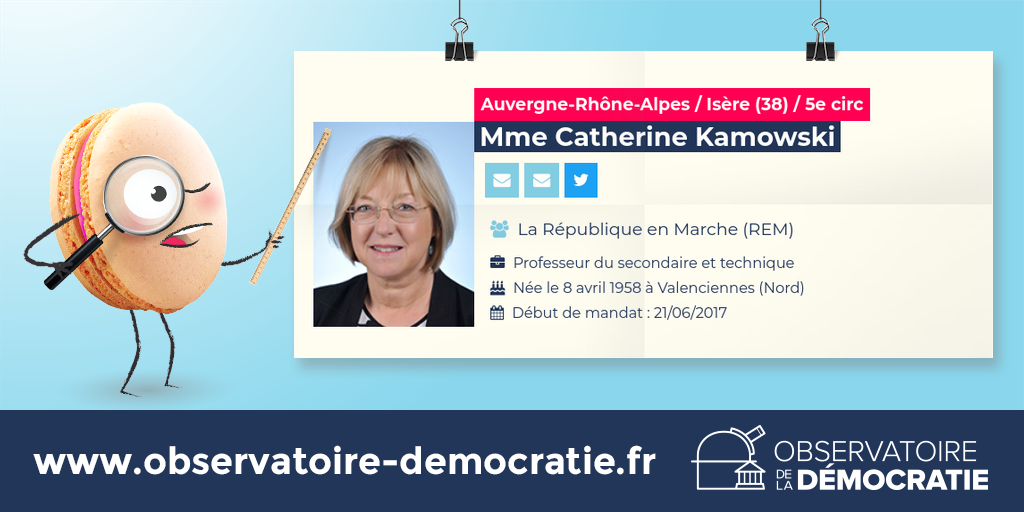 Auvergne-Rhône-Alpes / Isère (38) / 5e circ
Mme Catherine Kamowski
La République en Marche (REM)
Professeur du secondaire et technique
Née le 8 avril 1958 à Valenciennes (Nord)
Début de mandat : 21/06/2017
www.observatoire-democratie.fr
OBSERVATOIRE
DE LA DÉMOCRATIE